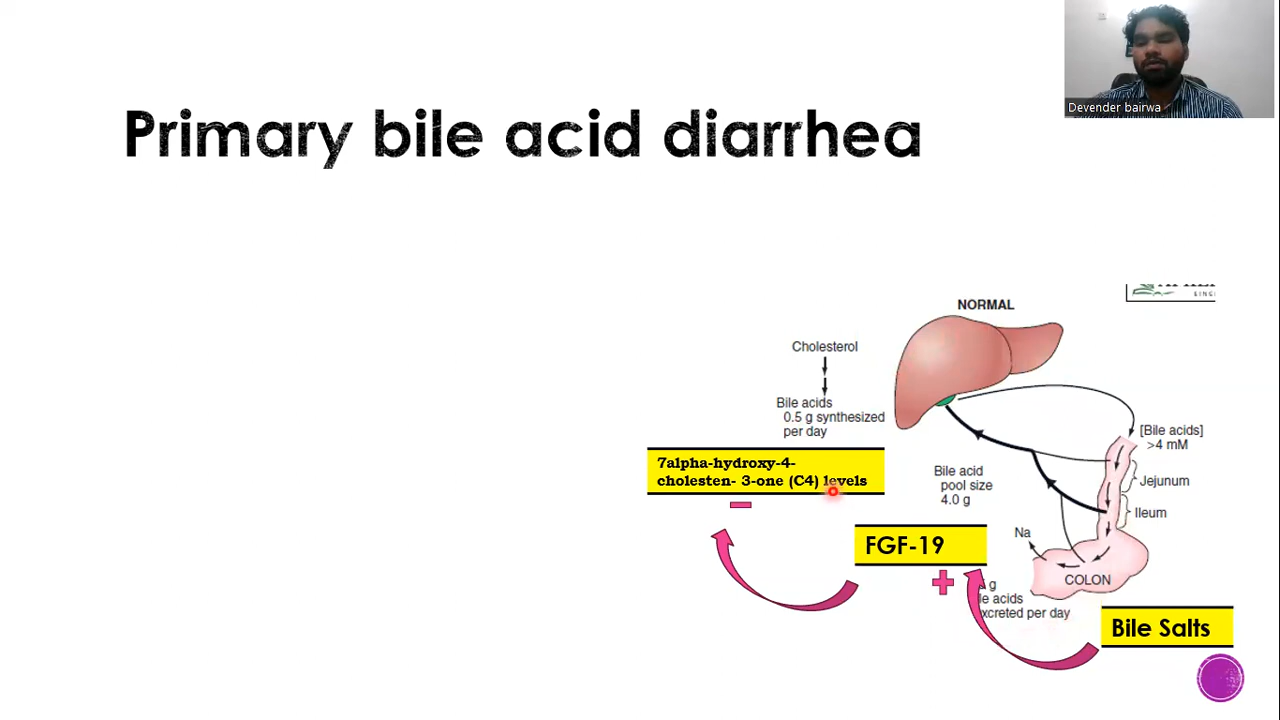 Devender bairwa
Primary bile acid diarrhea
NORMAL
Cholesterol
Bile acids
0.5 g synthesized
per day
[Bile acids]
>4 mM
7alpha-hydroxy-4-
cholesten- 3-one (C4) levels
Bile acid
pool size
4.0 g
Jejunum
Ileum
Na
FGF-19
COLON
g
acids
per day
Bile Salts